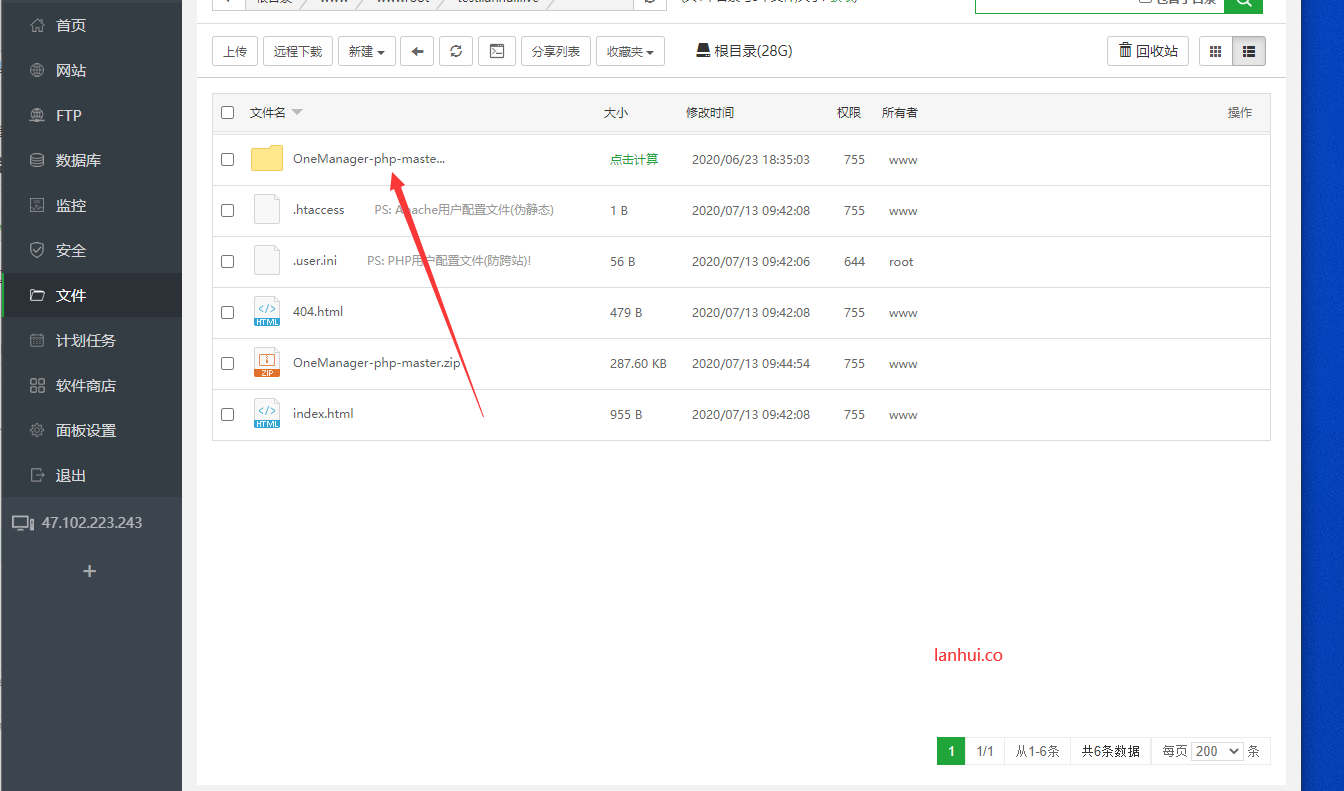 首页
网站
FTP
数据库
监控
安全
文件
计划任务
软件商店
面板设置
退出
47.102.223.243
+
上传 远程下载 新建 分享列表 收藏夹 根目录(28G) 回收站
文件名 大小 修改时间 权限 所有者 操作
OneManager-php-maste... 点击计算 2020/06/23 18:35:03 755 www
.htaccess PS: Apache用户配置文件(伪静态) 1 B 2020/07/13 09:42:08 755 www
.user.ini PS: PHP用户配置文件(防跨站)! 56 B 2020/07/13 09:42:06 644 root
</> HTML 404.html 479 B 2020/07/13 09:42:08 755 www
ZIP OneManager-php-master.zip 287.60 KB 2020/07/13 09:44:54 755 www
</> HTML index.html 955 B 2020/07/13 09:42:08 755 www
lanhui.co
1 1/1 从1-6条 共6条数据 每页 200 条